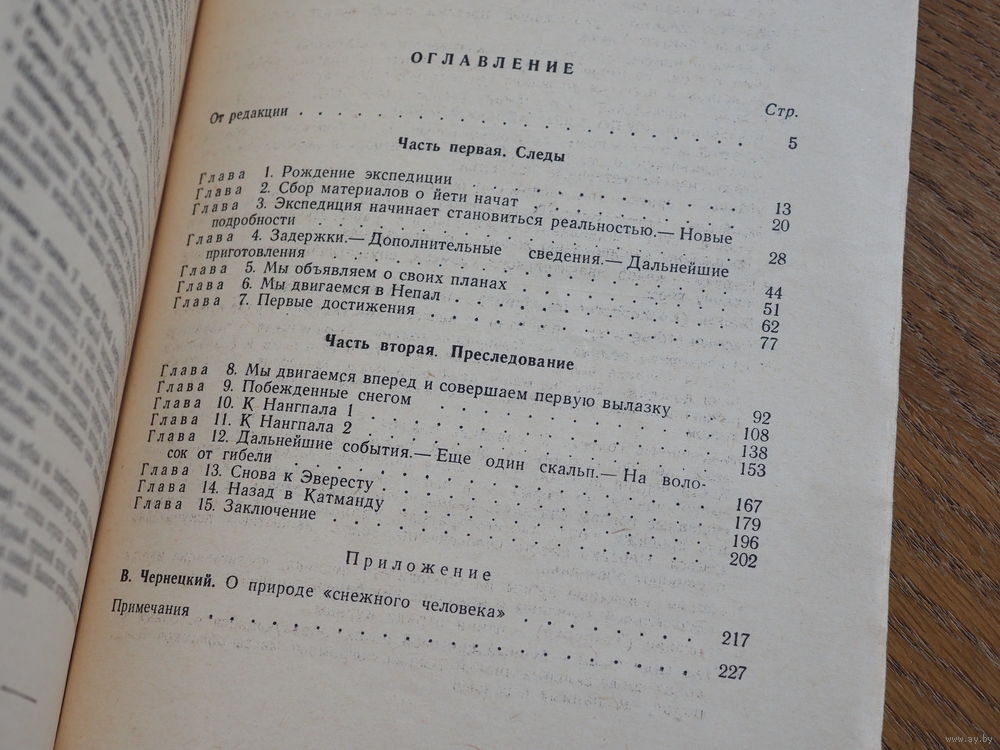 ОГЛАВЛЕНИЕ
Стр.
От редакции . . . . . . . . . . . . . . . . . . . . 5
Часть первая. Следы
Глава 1. Рождение экспедиции . . . . . . . . . . . . 13
Глава 2. Сбор материалов о йети начат . . . . . . . . 20
Глава 3. Экспедиция начинает становиться реальностью.— Новые
подробности . . . . . . . . . . . . . . . . . . 28
Глава 4. Задержки.— Дополнительные сведения.— Дальнейшие
приготовления . . . . . . . . . . . . . . . . . 44
Глава 5. Мы объявляем о своих планах . . . . . . . . 51
Глава 6. Мы двигаемся в Непал . . . . . . . . . . . 62
Глава 7. Первые достижения . . . . . . . . . . . . 77
Часть вторая. Преследование
Глава 8. Мы двигаемся вперед и совершаем первую вылазку . . 92
Глава 9. Побежденные снегом . . . . . . . . . . . . 108
Глава 10. К Нангпала 1 . . . . . . . . . . . . . . 138
Глава 11. К Нангпала 2 . . . . . . . . . . . . . . 153
Глава 12. Дальнейшие события.— Еще один скальп.— На воло-
сок от гибели . . . . . . . . . . . . . . . . . 167
Глава 13. Снова к Эвересту . . . . . . . . . . . . 179
Глава 14. Назад в Катманду . . . . . . . . . . . . 196
Глава 15. Заключение . . . . . . . . . . . . . . . 202
Приложение
В. Чернецкий. О природе «снежного человека» . . . . . . . 217
Примечания . . . . . . . . . . . . . . . . . . . . 227
www.ay.by